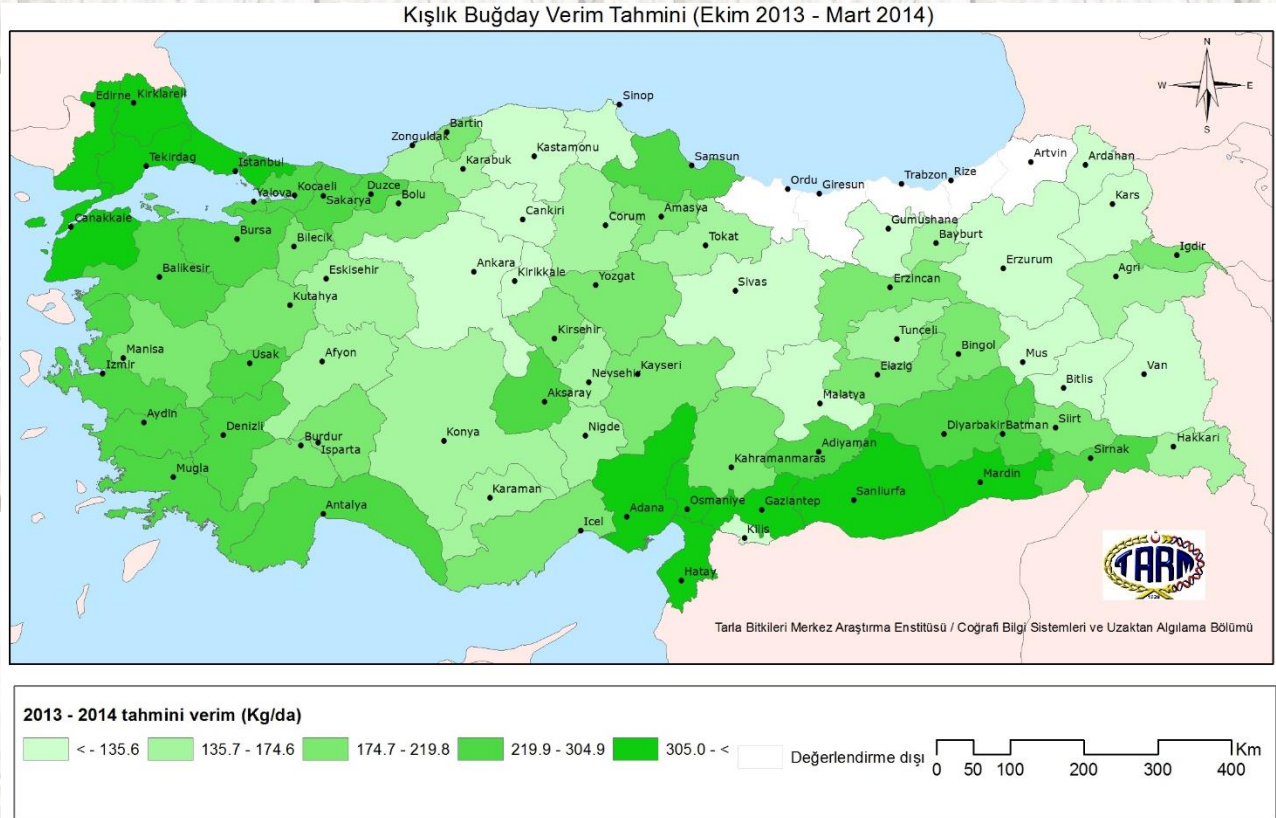 Kışlık Buğday Verim Tahmini (Ekim 2013 - Mart 2014)
N
W E
S
Edirne
Kirklareli
Tekirdag
Istanbul
Canakkale
Yalova
Kocaeli
Sakarya
Duzce
Bolu
Zonguldak
Bartin
Karabuk
Kastamonu
Sinop
Samsun
Ordu
Giresun
Trabzon
Rize
Artvin
Ardahan
Kars
Igdir
Agri
Erzurum
Bayburt
Gumushane
Erzincan
Tunceli
Bingol
Mus
Bitlis
Van
Hakkari
Sirnak
Siirt
Batman
Diyarbakir
Elazig
Malatya
Adiyaman
Mardin
Sanliurfa
Gaziantep
Kilis
Hatay
Osmaniye
Kahramanmaras
Adana
Icel
Karaman
Konya
Nigde
Aksaray
Nevsehir
Kayseri
Kirsehir
Yozgat
Sivas
Tokat
Amasya
Corum
Cankiri
Kirikkale
Ankara
Eskisehir
Bilecik
Bursa
Balikesir
Kutahya
Afyon
Usak
Manisa
Izmir
Aydin
Denizli
Mugla
Burdur
Isparta
Antalya
TARM
1926
Tarla Bitkileri Merkez Araştırma Enstitüsü / Coğrafi Bilgi Sistemleri ve Uzaktan Algılama Bölümü
2013 - 2014 tahmini verim (Kg/da)
< - 135.6 135.7 - 174.6 174.7 - 219.8 219.9 - 304.9 305.0 - < Değerlendirme dışı
Km
0 50 100 200 300 400